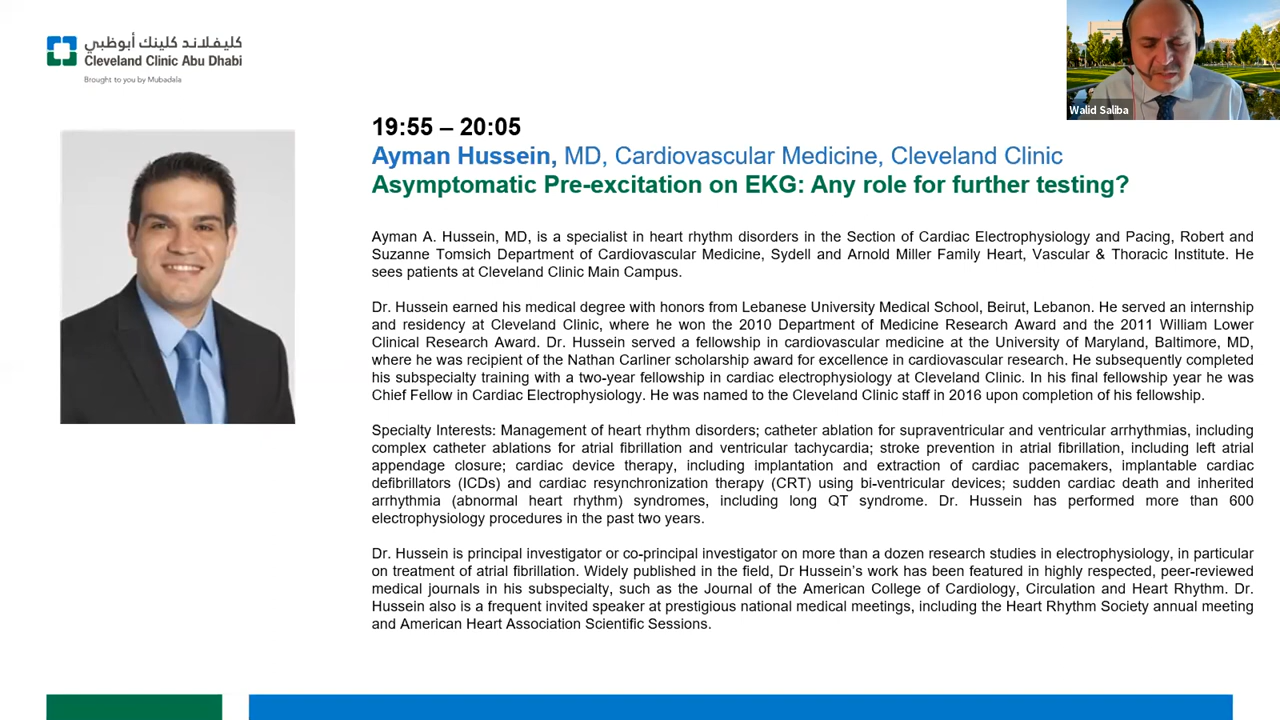 كليفلاند كلينك أبوظبي
Cleveland Clinic Abu Dhabi
Brought to you by Mubadala
Walid Saliba
19:55 – 20:05
Ayman Hussein, MD, Cardiovascular Medicine, Cleveland Clinic
Asymptomatic Pre-excitation on EKG: Any role for further testing?
Ayman A. Hussein, MD, is a specialist in heart rhythm disorders in the Section of Cardiac Electrophysiology and Pacing, Robert and
Suzanne Tomsich Department of Cardiovascular Medicine, Sydell and Arnold Miller Family Heart, Vascular & Thoracic Institute. He
sees patients at Cleveland Clinic Main Campus.
Dr. Hussein earned his medical degree with honors from Lebanese University Medical School, Beirut, Lebanon. He served an internship
and residency at Cleveland Clinic, where he won the 2010 Department of Medicine Research Award and the 2011 William Lower
Clinical Research Award. Dr. Hussein served a fellowship in cardiovascular medicine at the University of Maryland, Baltimore, MD,
where he was recipient of the Nathan Carliner scholarship award for excellence in cardiovascular research. He subsequently completed
his subspecialty training with a two-year fellowship in cardiac electrophysiology at Cleveland Clinic. In his final fellowship year he was
Chief Fellow in Cardiac Electrophysiology. He was named to the Cleveland Clinic staff in 2016 upon completion of his fellowship.
Specialty Interests: Management of heart rhythm disorders; catheter ablation for supraventricular and ventricular arrhythmias, including
complex catheter ablations for atrial fibrillation and ventricular tachycardia; stroke prevention in atrial fibrillation, including left atrial
appendage closure; cardiac device therapy, including implantation and extraction of cardiac pacemakers, implantable cardiac
defibrillators (ICDs) and cardiac resynchronization therapy (CRT) using bi-ventricular devices; sudden cardiac death and inherited
arrhythmia (abnormal heart rhythm) syndromes, including long QT syndrome. Dr. Hussein has performed more than 600
electrophysiology procedures in the past two years.
Dr. Hussein is principal investigator or co-principal investigator on more than a dozen research studies in electrophysiology, in particular
on treatment of atrial fibrillation. Widely published in the field, Dr Hussein's work has been featured in highly respected, peer-reviewed
medical journals in his subspecialty, such as the Journal of the American College of Cardiology, Circulation and Heart Rhythm. Dr.
Hussein also is a frequent invited speaker at prestigious national medical meetings, including the Heart Rhythm Society annual meeting
and American Heart Association Scientific Sessions.